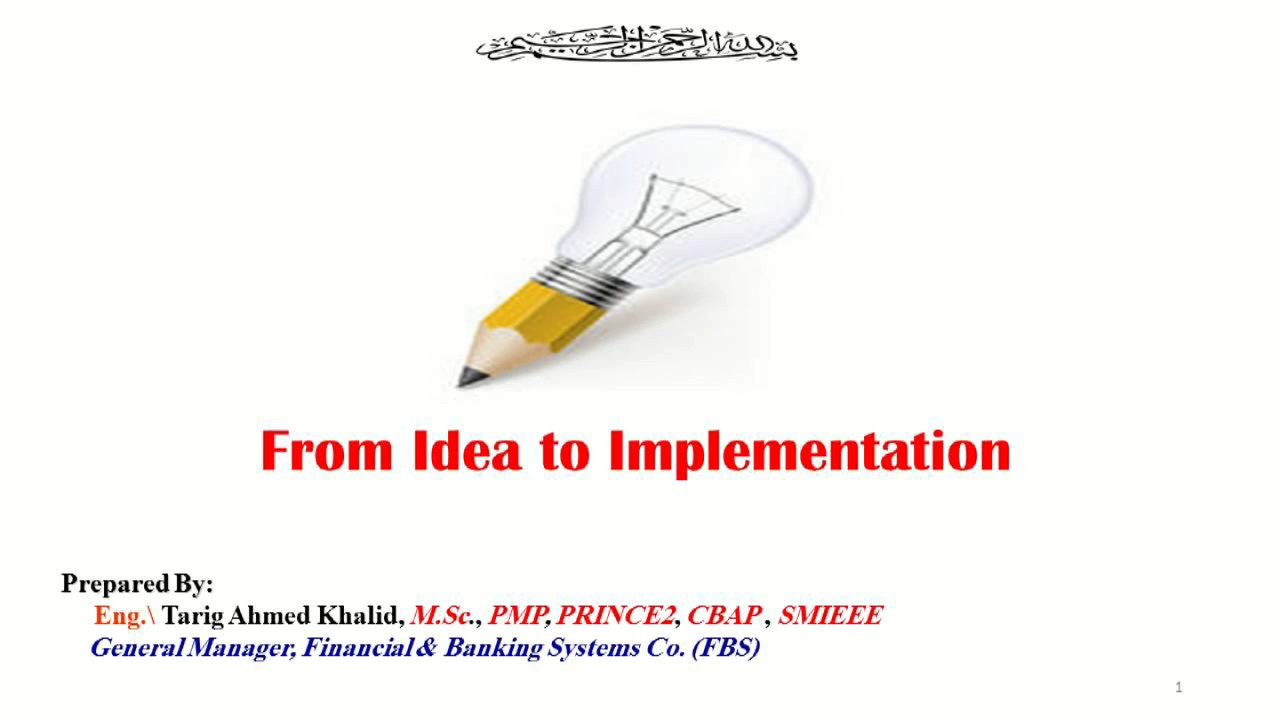 بسم الله الرحمن الرحيم
From Idea to Implementation
Prepared By:
Eng.\ Tarig Ahmed Khalid, M.Sc., PMP, PRINCE2, CBAP , SMIEEE
General Manager, Financial & Banking Systems Co. (FBS)
1